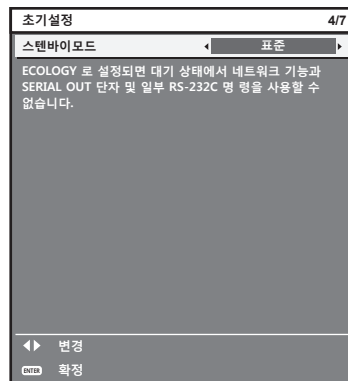 초기설정 4/7
스텐바이모드 표준
ECOLOGY 로 설정되면 대기 상태에서 네트워크 기능과
SERIAL OUT 단자 및 일부 RS-232C 명 령을 사용할 수
없습니다.
변경
ENTER 확정